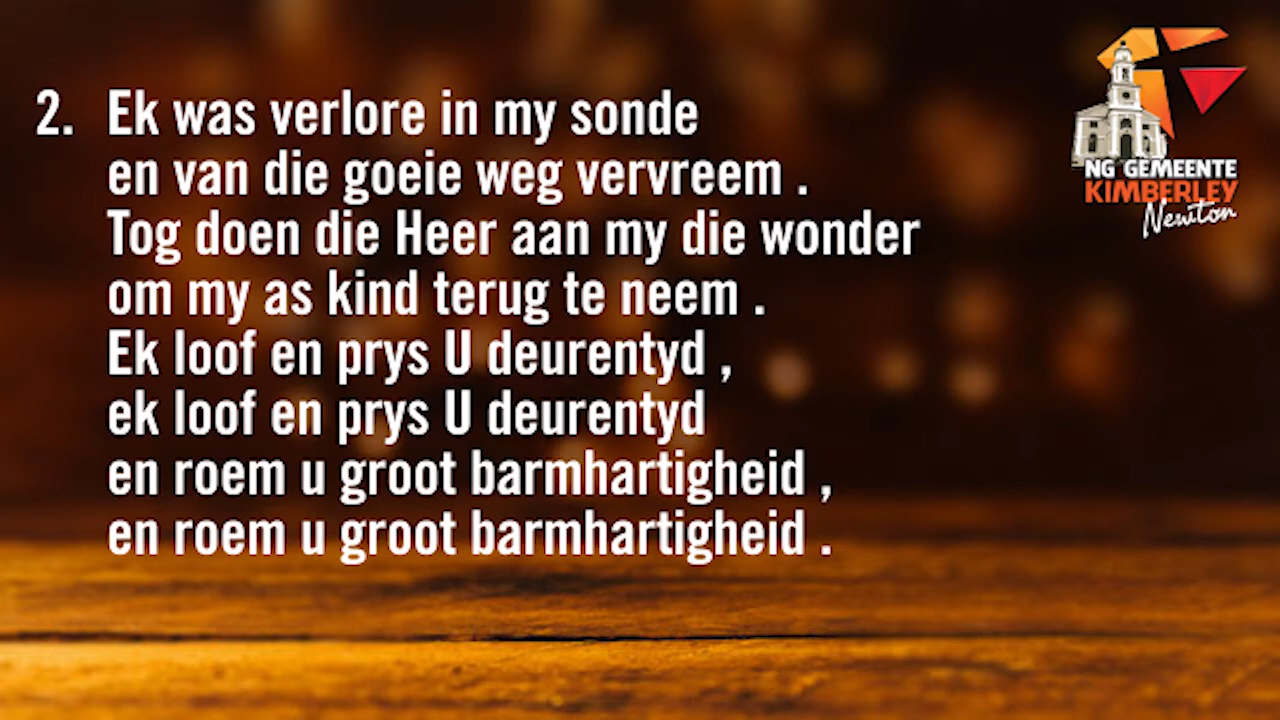 2. Ek was verlore in my sonde
en van die goeie weg vervreem .
Tog doen die Heer aan my die wonder
om my as kind terug te neem .
Ek loof en prys U deurentyd ,
ek loof en prys U deurentyd
en roem u groot barmhartigheid ,
en roem u groot barmhartigheid .
NG GEMEENTE
KIMBERLEY
Newton